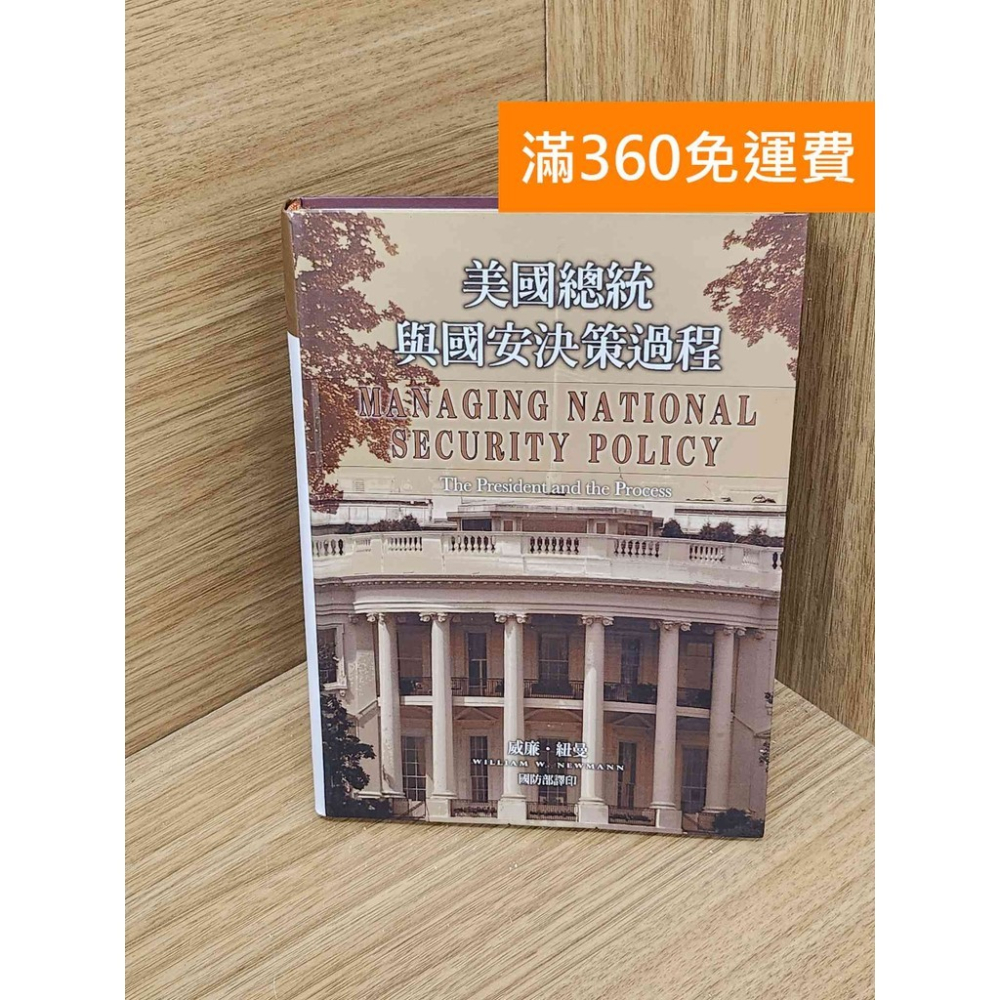 滿360免運費
美國總統
與國安決策過程
MANAGING NATIONAL
SECURITY POLICY
The President and the Process
威廉・紐曼
WILLIAM W. NEWMANN
國防部譯印